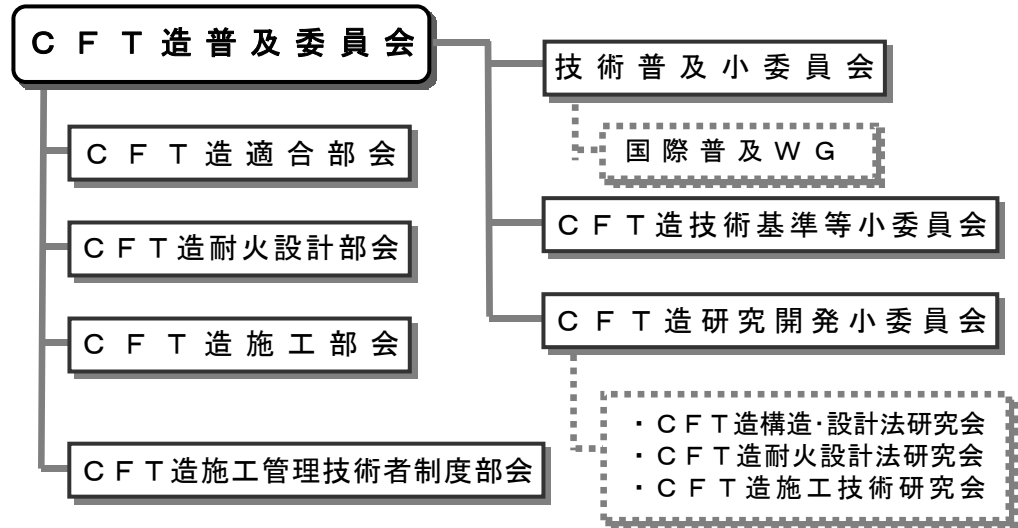 ＣＦＴ造普及委員会
ＣＦＴ造適合部会
ＣＦＴ造耐火設計部会
ＣＦＴ造施工部会
ＣＦＴ造施工管理技術者制度部会
技術普及小委員会
国際普及ＷＧ
ＣＦＴ造技術基準等小委員会
ＣＦＴ造研究開発小委員会
・ＣＦＴ造構造･設計法研究会
・ＣＦＴ造耐火設計法研究会
・ＣＦＴ造施工技術研究会